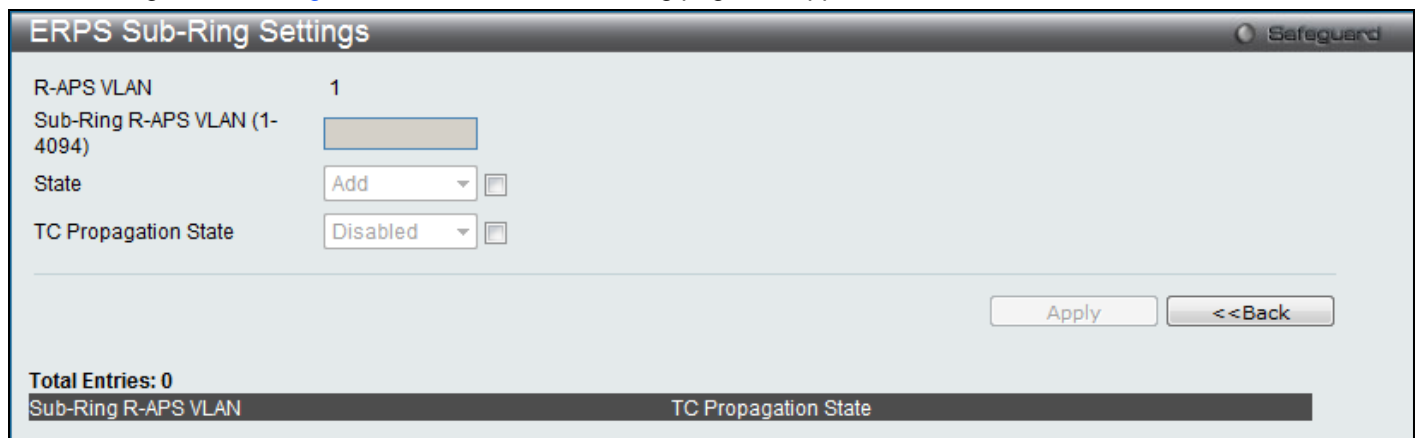 ERPS Sub-Ring Settings
Safeguard
R-APS VLAN 1
Sub-Ring R-APS VLAN (1-
4094)
State Add
TC Propagation State Disabled
Apply <<Back
Total Entries: 0
Sub-Ring R-APS VLAN TC Propagation State